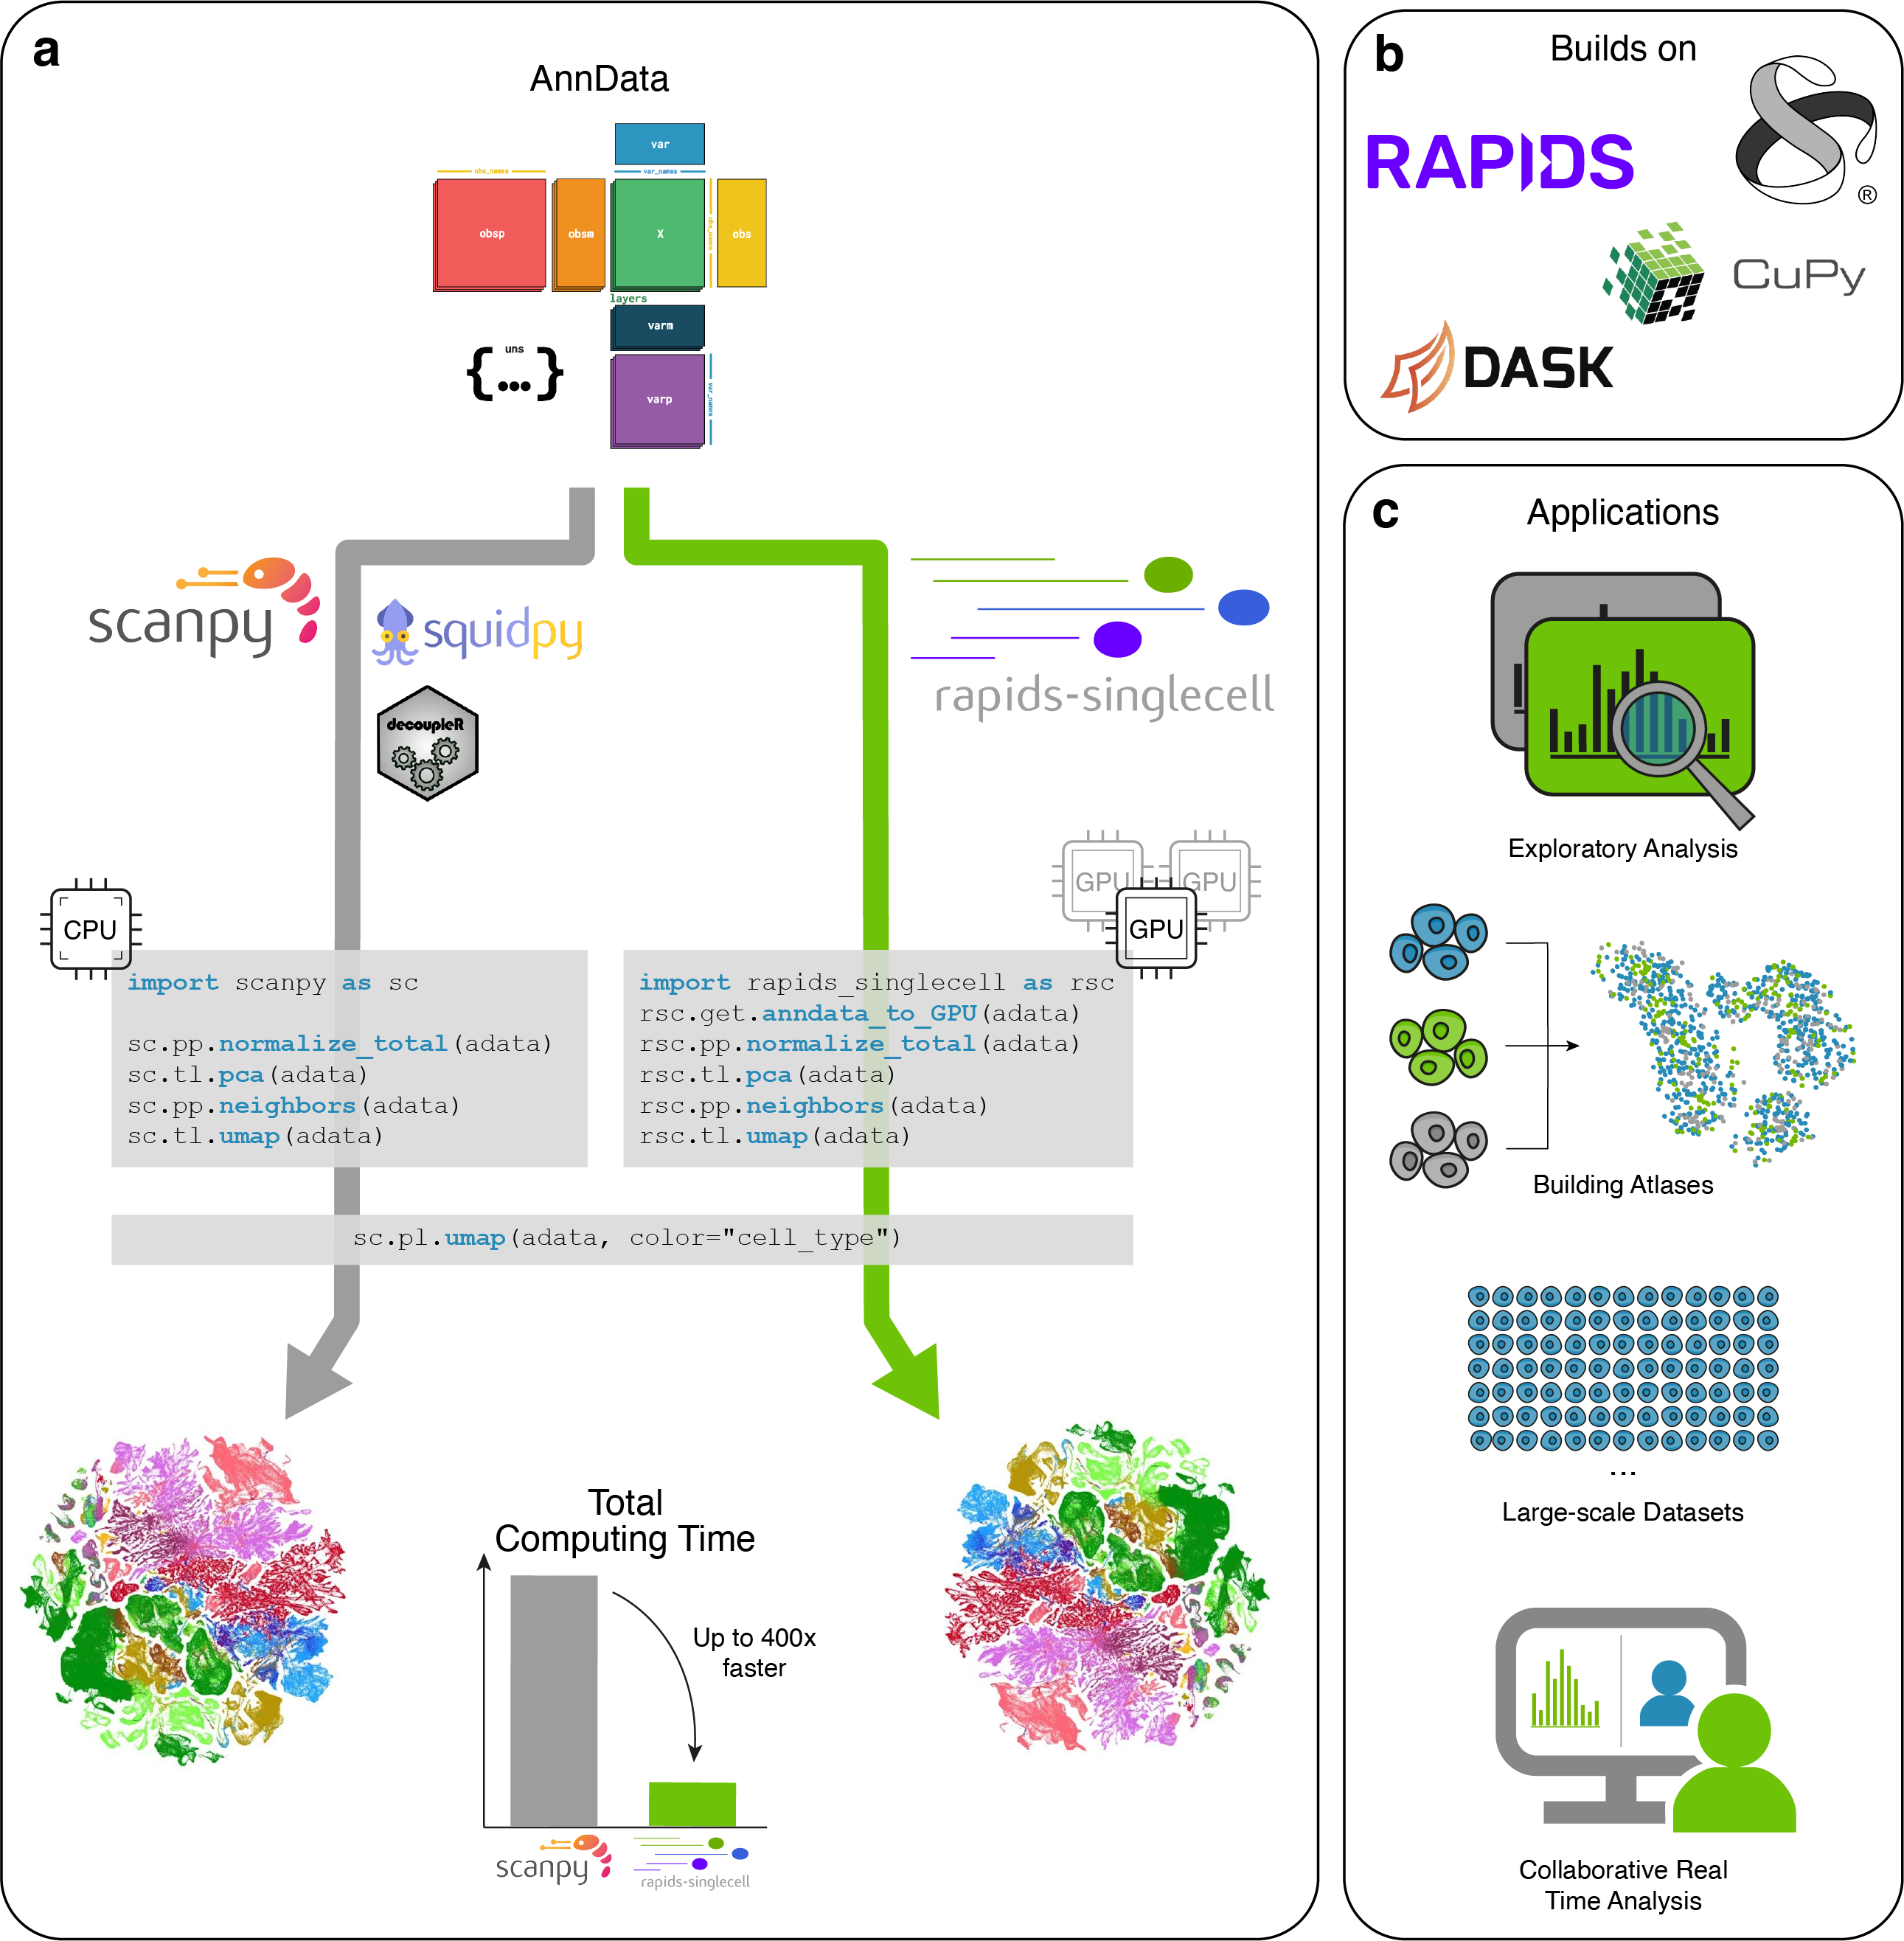 a
AnnData
var
obs_names
var_names
obsp
obsm
X
obs_names
obs
layers
varm
uns
{...}
varp
var_names
scanpy
squidpy
decoupleR
rapids-singlecell
CPU
GPU
GPU
GPU
import scanpy as sc
sc.pp.normalize_total(adata)
sc.tl.pca(adata)
sc.pp.neighbors(adata)
sc.tl.umap(adata)
import rapids_singlecell as rsc
rsc.get.anndata_to_GPU(adata)
rsc.pp.normalize_total(adata)
rsc.tl.pca(adata)
rsc.pp.neighbors(adata)
rsc.tl.umap(adata)
sc.pl.umap(adata, color="cell_type")
Total
Computing Time
Up to 400x
faster
scanpy
rapids-singlecell
b
Builds on
RAPIDS
®
CuPy
DASK
c
Applications
Exploratory Analysis
Building Atlases
...
Large-scale Datasets
Collaborative Real
Time Analysis